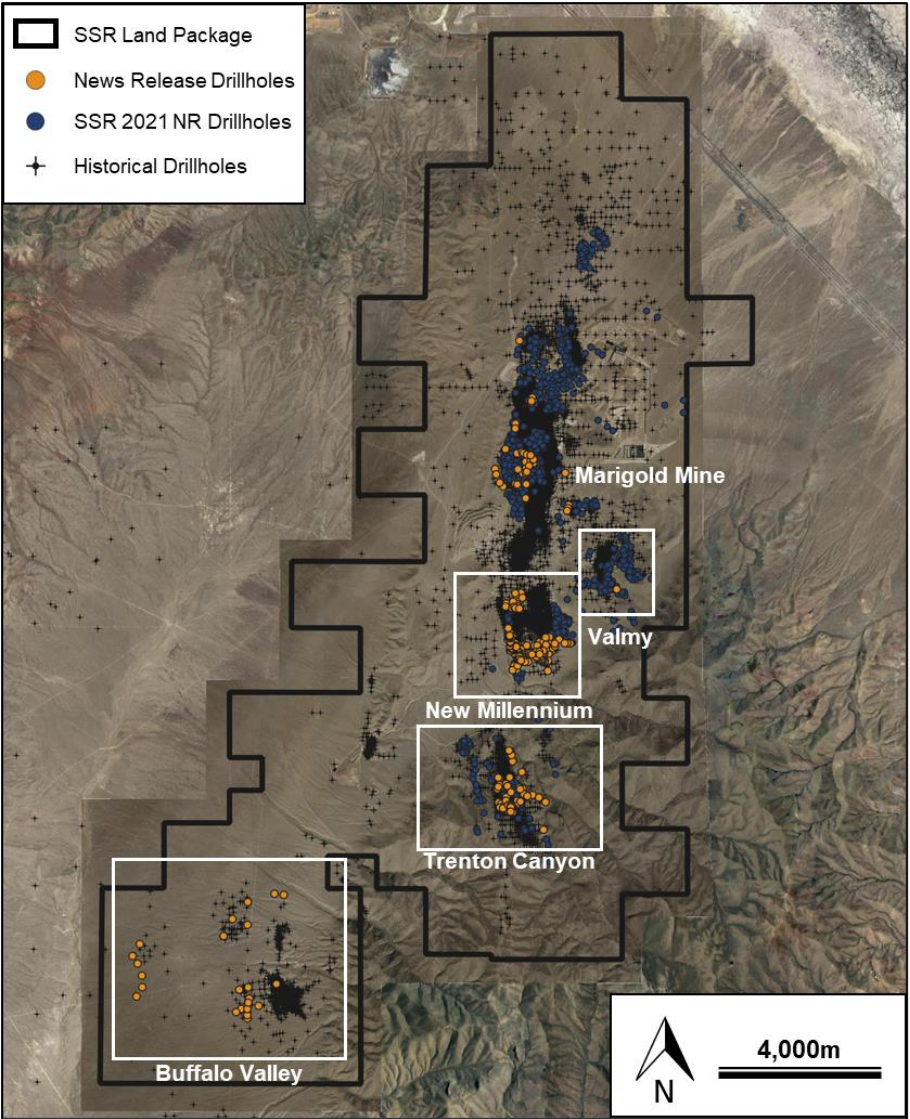 SSR Land Package
News Release Drillholes
SSR 2021 NR Drillholes
Historical Drillholes
Marigold Mine
Valmy
New Millennium
Trenton Canyon
Buffalo Valley
N
4,000m